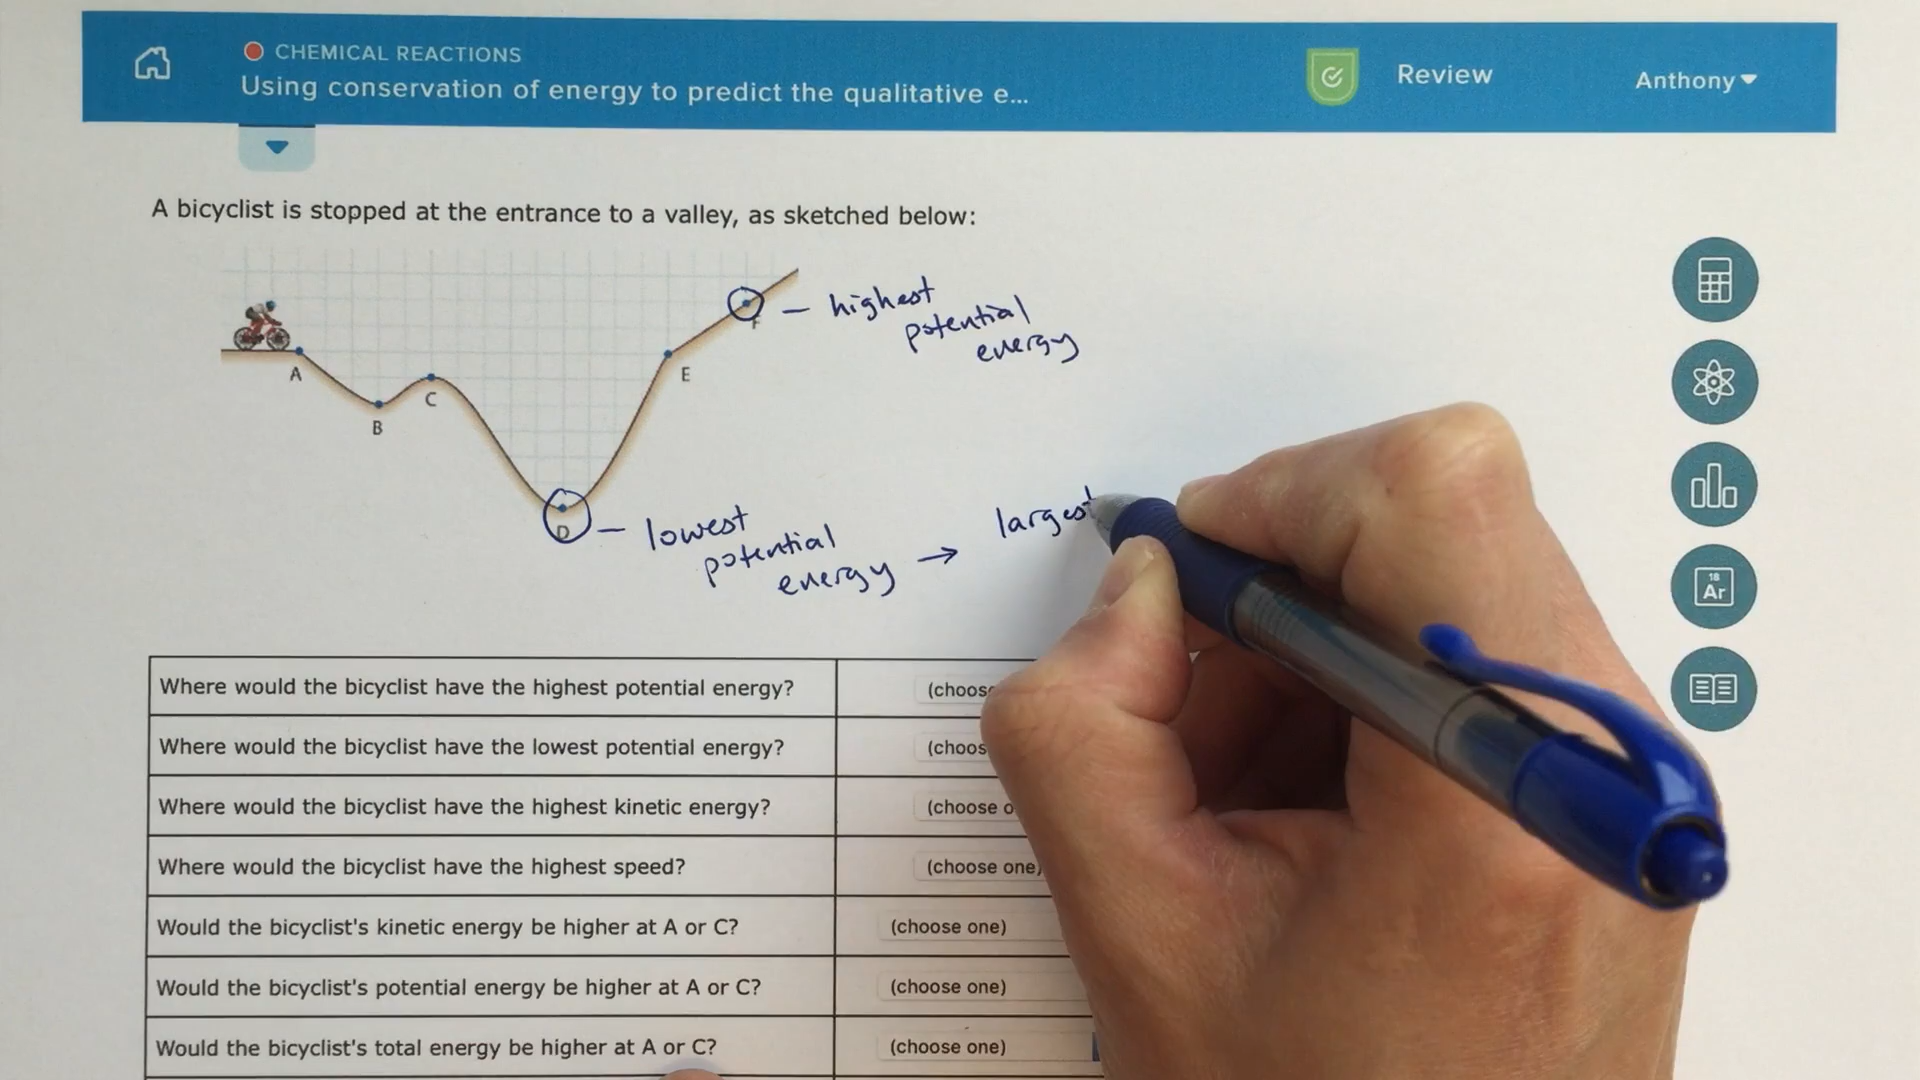 CHEMICAL REACTIONS
Using conservation of energy to predict the qualitative e...
Review
Anthony
A bicyclist is stopped at the entrance to a valley, as sketched below:
F
highest
potential
energy
A
E
C
B
D
lowest
potential
energy →
largest
18
Ar
Where would the bicyclist have the highest potential energy? (choos
Where would the bicyclist have the lowest potential energy? (choos
Where would the bicyclist have the highest kinetic energy? (choose o
Where would the bicyclist have the highest speed? (choose one)
Would the bicyclist's kinetic energy be higher at A or C? (choose one)
Would the bicyclist's potential energy be higher at A or C? (choose one)
Would the bicyclist's total energy be higher at A or C? (choose one)